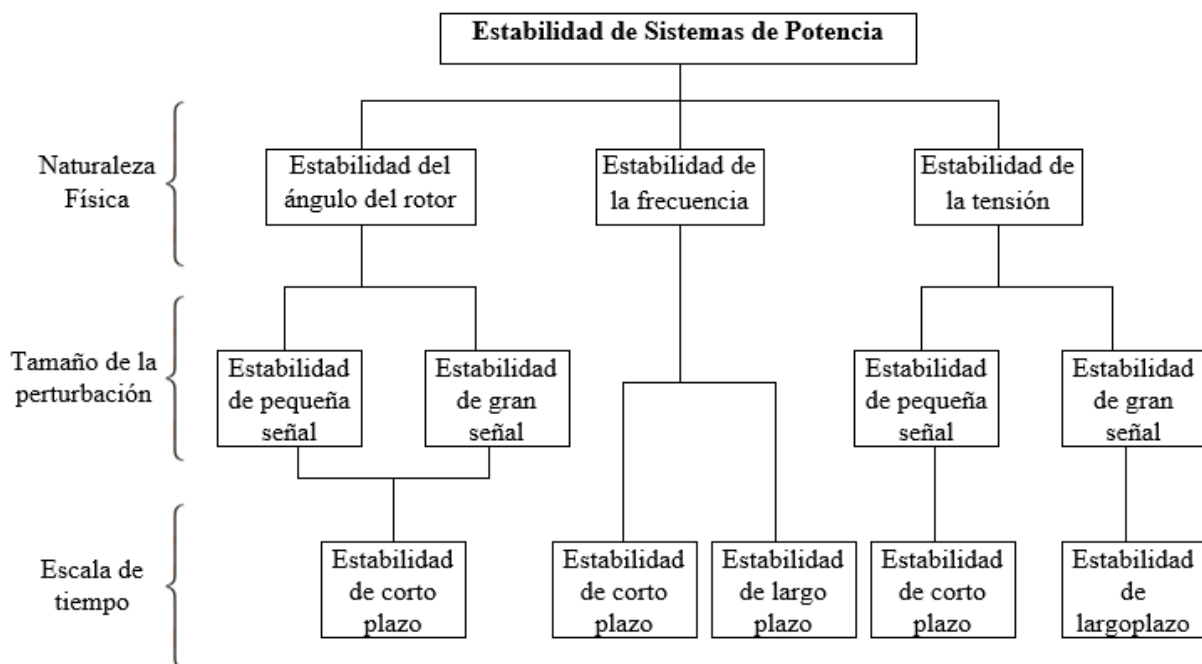 Estabilidad de Sistemas de Potencia
Naturaleza
Física
Estabilidad del
ángulo del rotor
Estabilidad de
la frecuencia
Estabilidad de
la tensión
Tamaño de la
perturbación
Estabilidad
de pequeña
señal
Estabilidad
de gran
señal
Estabilidad
de pequeña
señal
Estabilidad
de gran
señal
Escala de
tiempo
Estabilidad
de corto
plazo
Estabilidad
de corto
plazo
Estabilidad
de largo
plazo
Estabilidad
de corto
plazo
Estabilidad
de
largoplazo